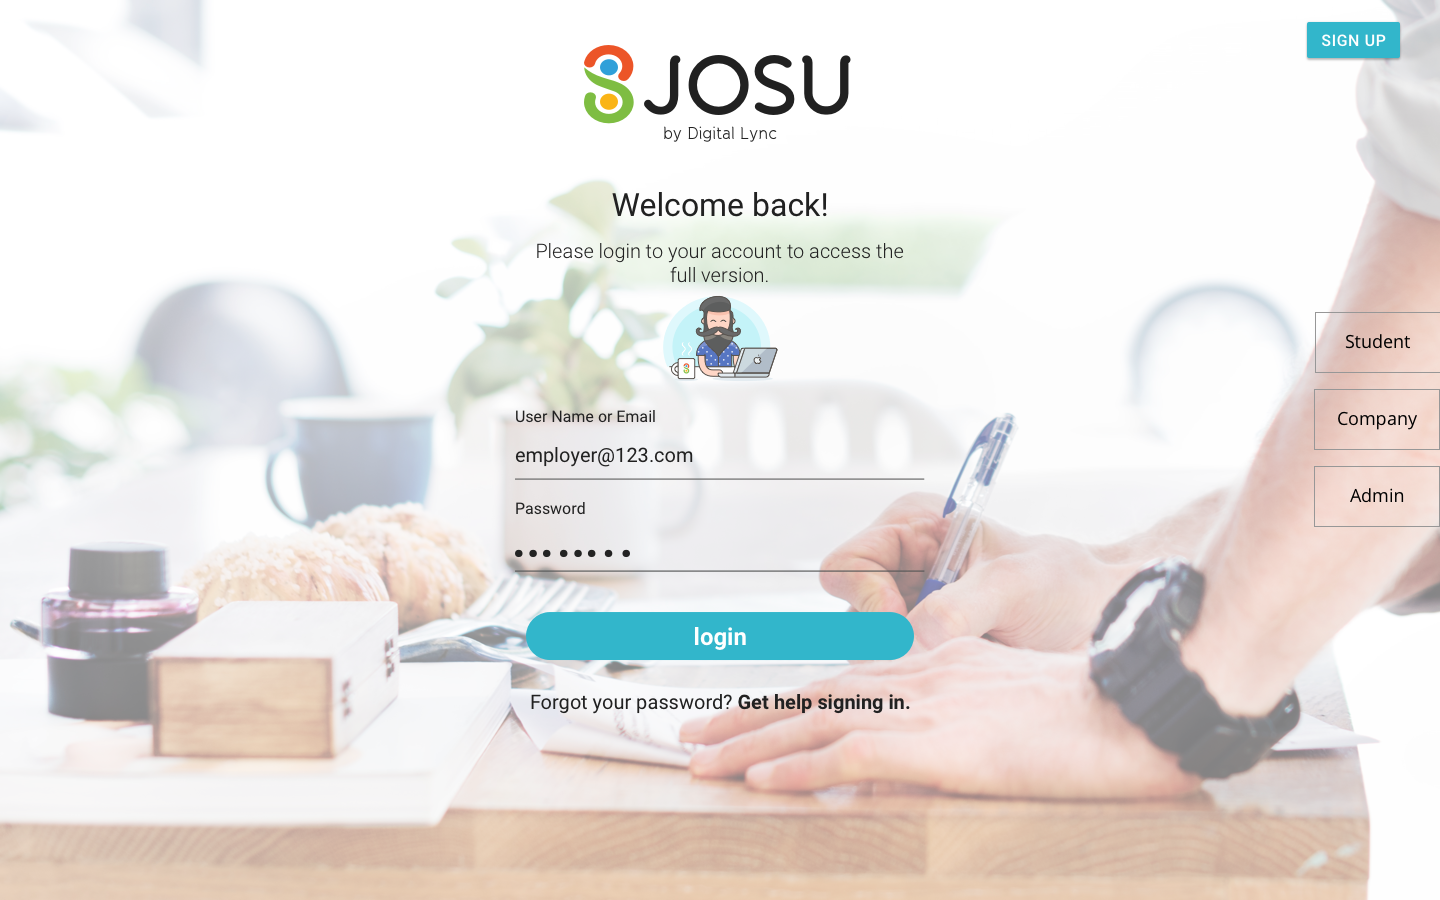 SIGN UP
JOSU
by Digital Lync
Welcome back!
Please login to your account to access the
full version.
Student
Company
Admin
User Name or Email
employer@123.com
Password
login
Forgot your password? Get help signing in.